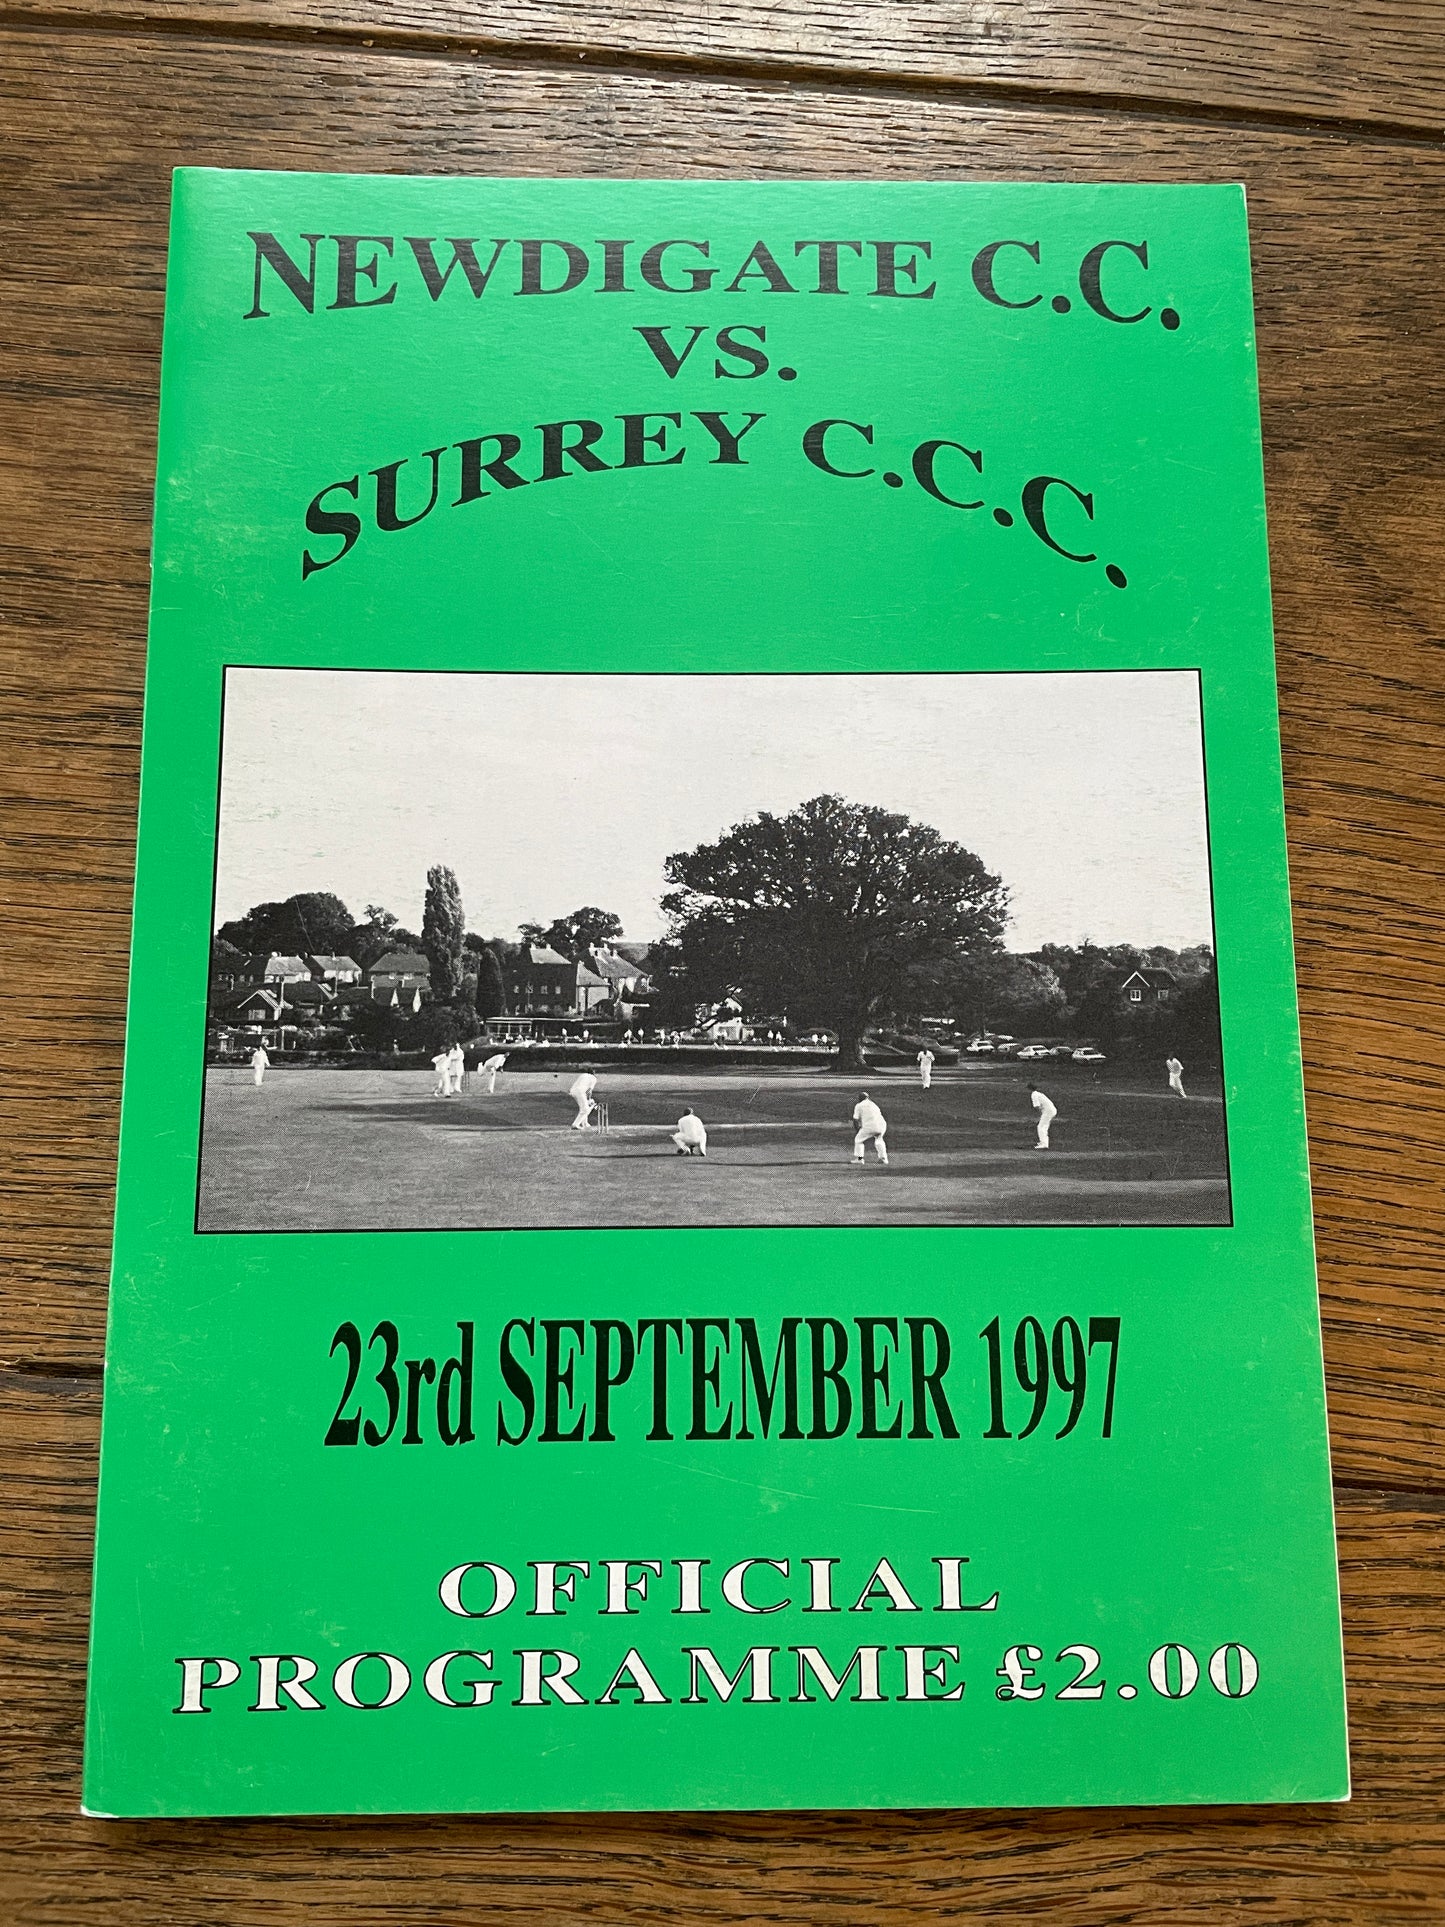 NEWDIGATE C.C.
VS.
SURREY C.C.C.
23rd SEPTEMBER 1997
OFFICIAL
PROGRAMME £2.00